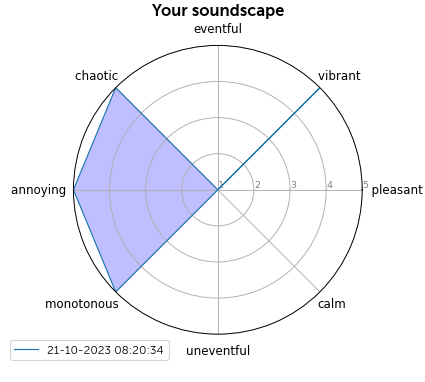 Your soundscape
eventful
chaotic
vibrant
annoying
1
2
3
4
5
pleasant
monotonous
calm
21-10-2023 08:20:34
uneventful